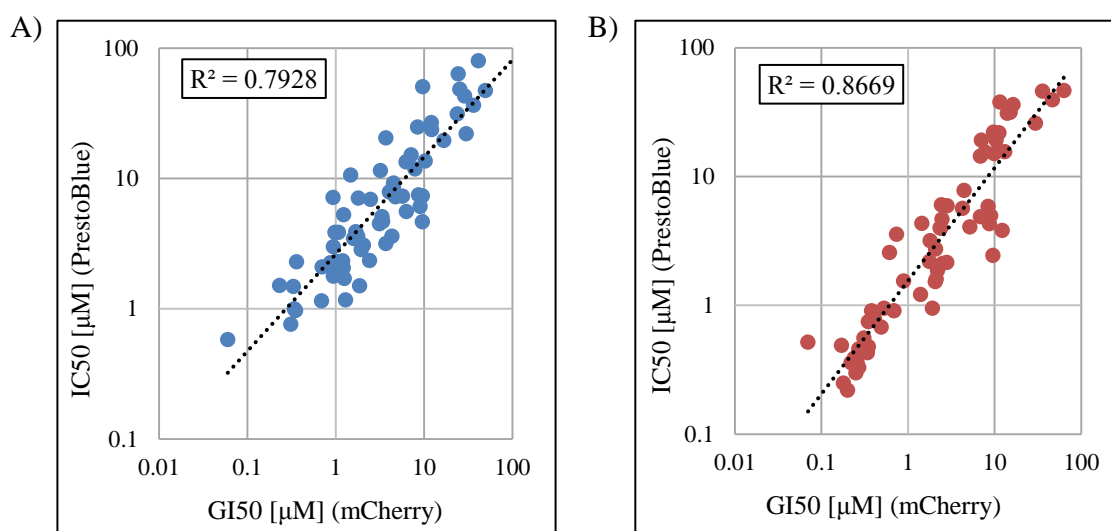 A)
R² = 0.7928
IC50 [µM] (PrestoBlue)
100
10
1
0.1
0.01 0.1 1 10 100
GI50 [µM] (mCherry)
B)
R² = 0.8669
IC50 [µM] (PrestoBlue)
100
10
1
0.1
0.01 0.1 1 10 100
GI50 [µM] (mCherry)